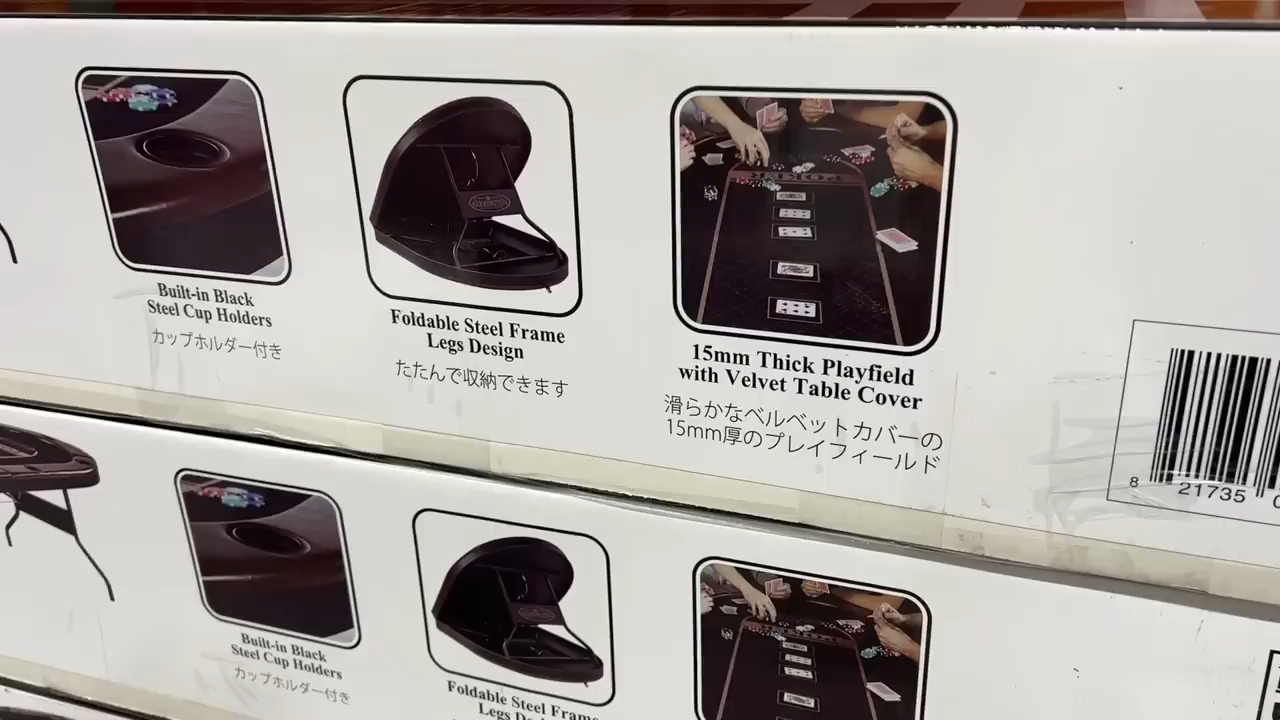 Built-in Black
Steel Cup Holders
カップホルダー付き
BARRINGTON
Foldable Steel Frame
Legs Design
たたんで収納できます
POKER
15mm Thick Playfield
with Velvet Table Cover
滑らかなベルベットカバーの
15mm厚のプレイフィールド
8 21735
Built-in Black
Steel Cup Holders
カップホルダー付き
Foldable Steel Frame
Legs
POKER